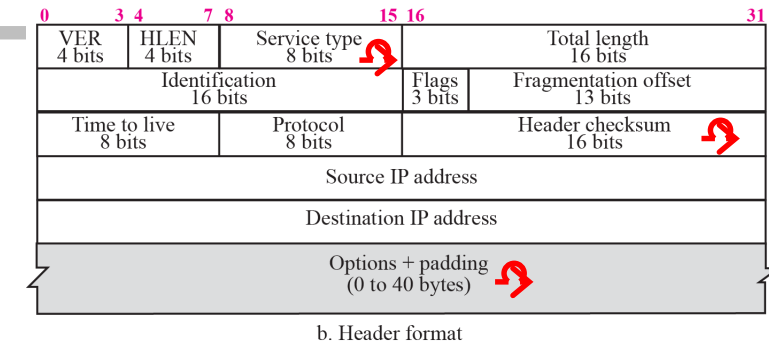 0 3 4 7 8 15 16 31
VER HLEN Service type Total length
4 bits 4 bits 8 bits 16 bits
Identification Flags Fragmentation offset
16 bits 3 bits 13 bits
Time to live Protocol Header checksum
8 bits 8 bits 16 bits
Source IP address
Destination IP address
Options + padding
(0 to 40 bytes)
b. Header format